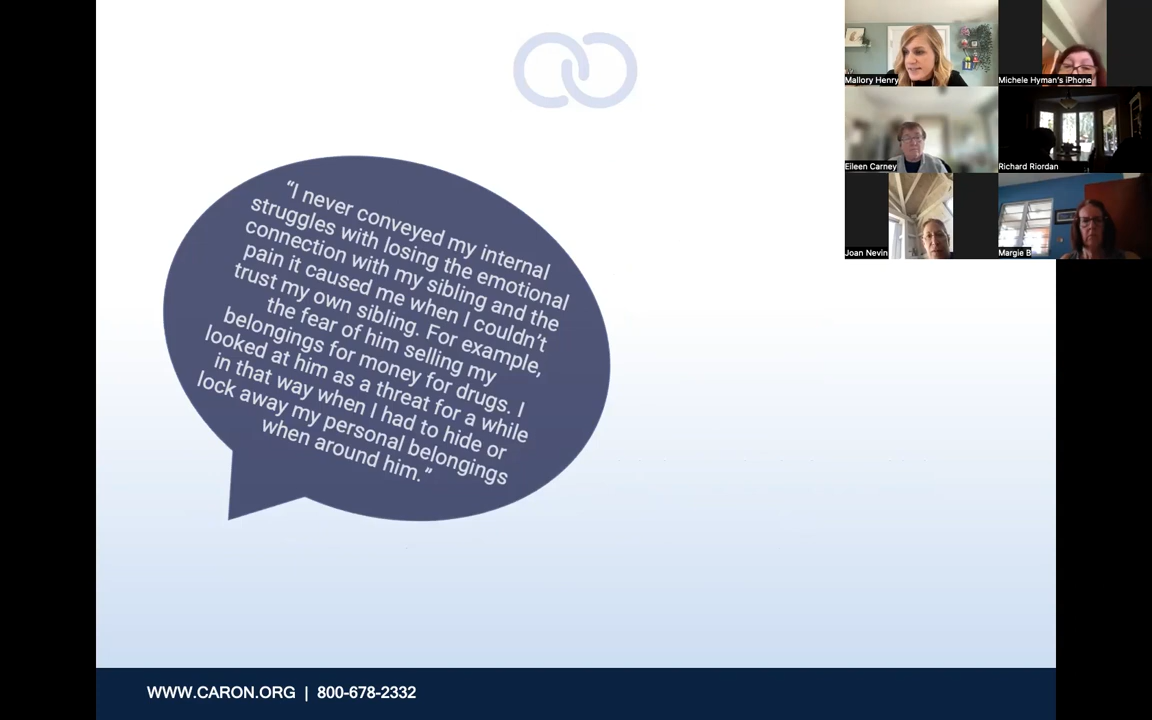 “I never conveyed my internal
struggles with losing the emotional
connection with my sibling and the
pain it caused me when I couldn’t
trust my own sibling. For example,
the fear of him selling my
belongings for money for drugs. I
looked at him as a threat for a while
in that way when I had to hide or
lock away my personal belongings
when around him.”
Mallory Henry
Michele Hyman's iPhone
Eileen Carney
Richard Riordan
Joan Nevin
Margie B
WWW.CARON.ORG | 800-678-2332